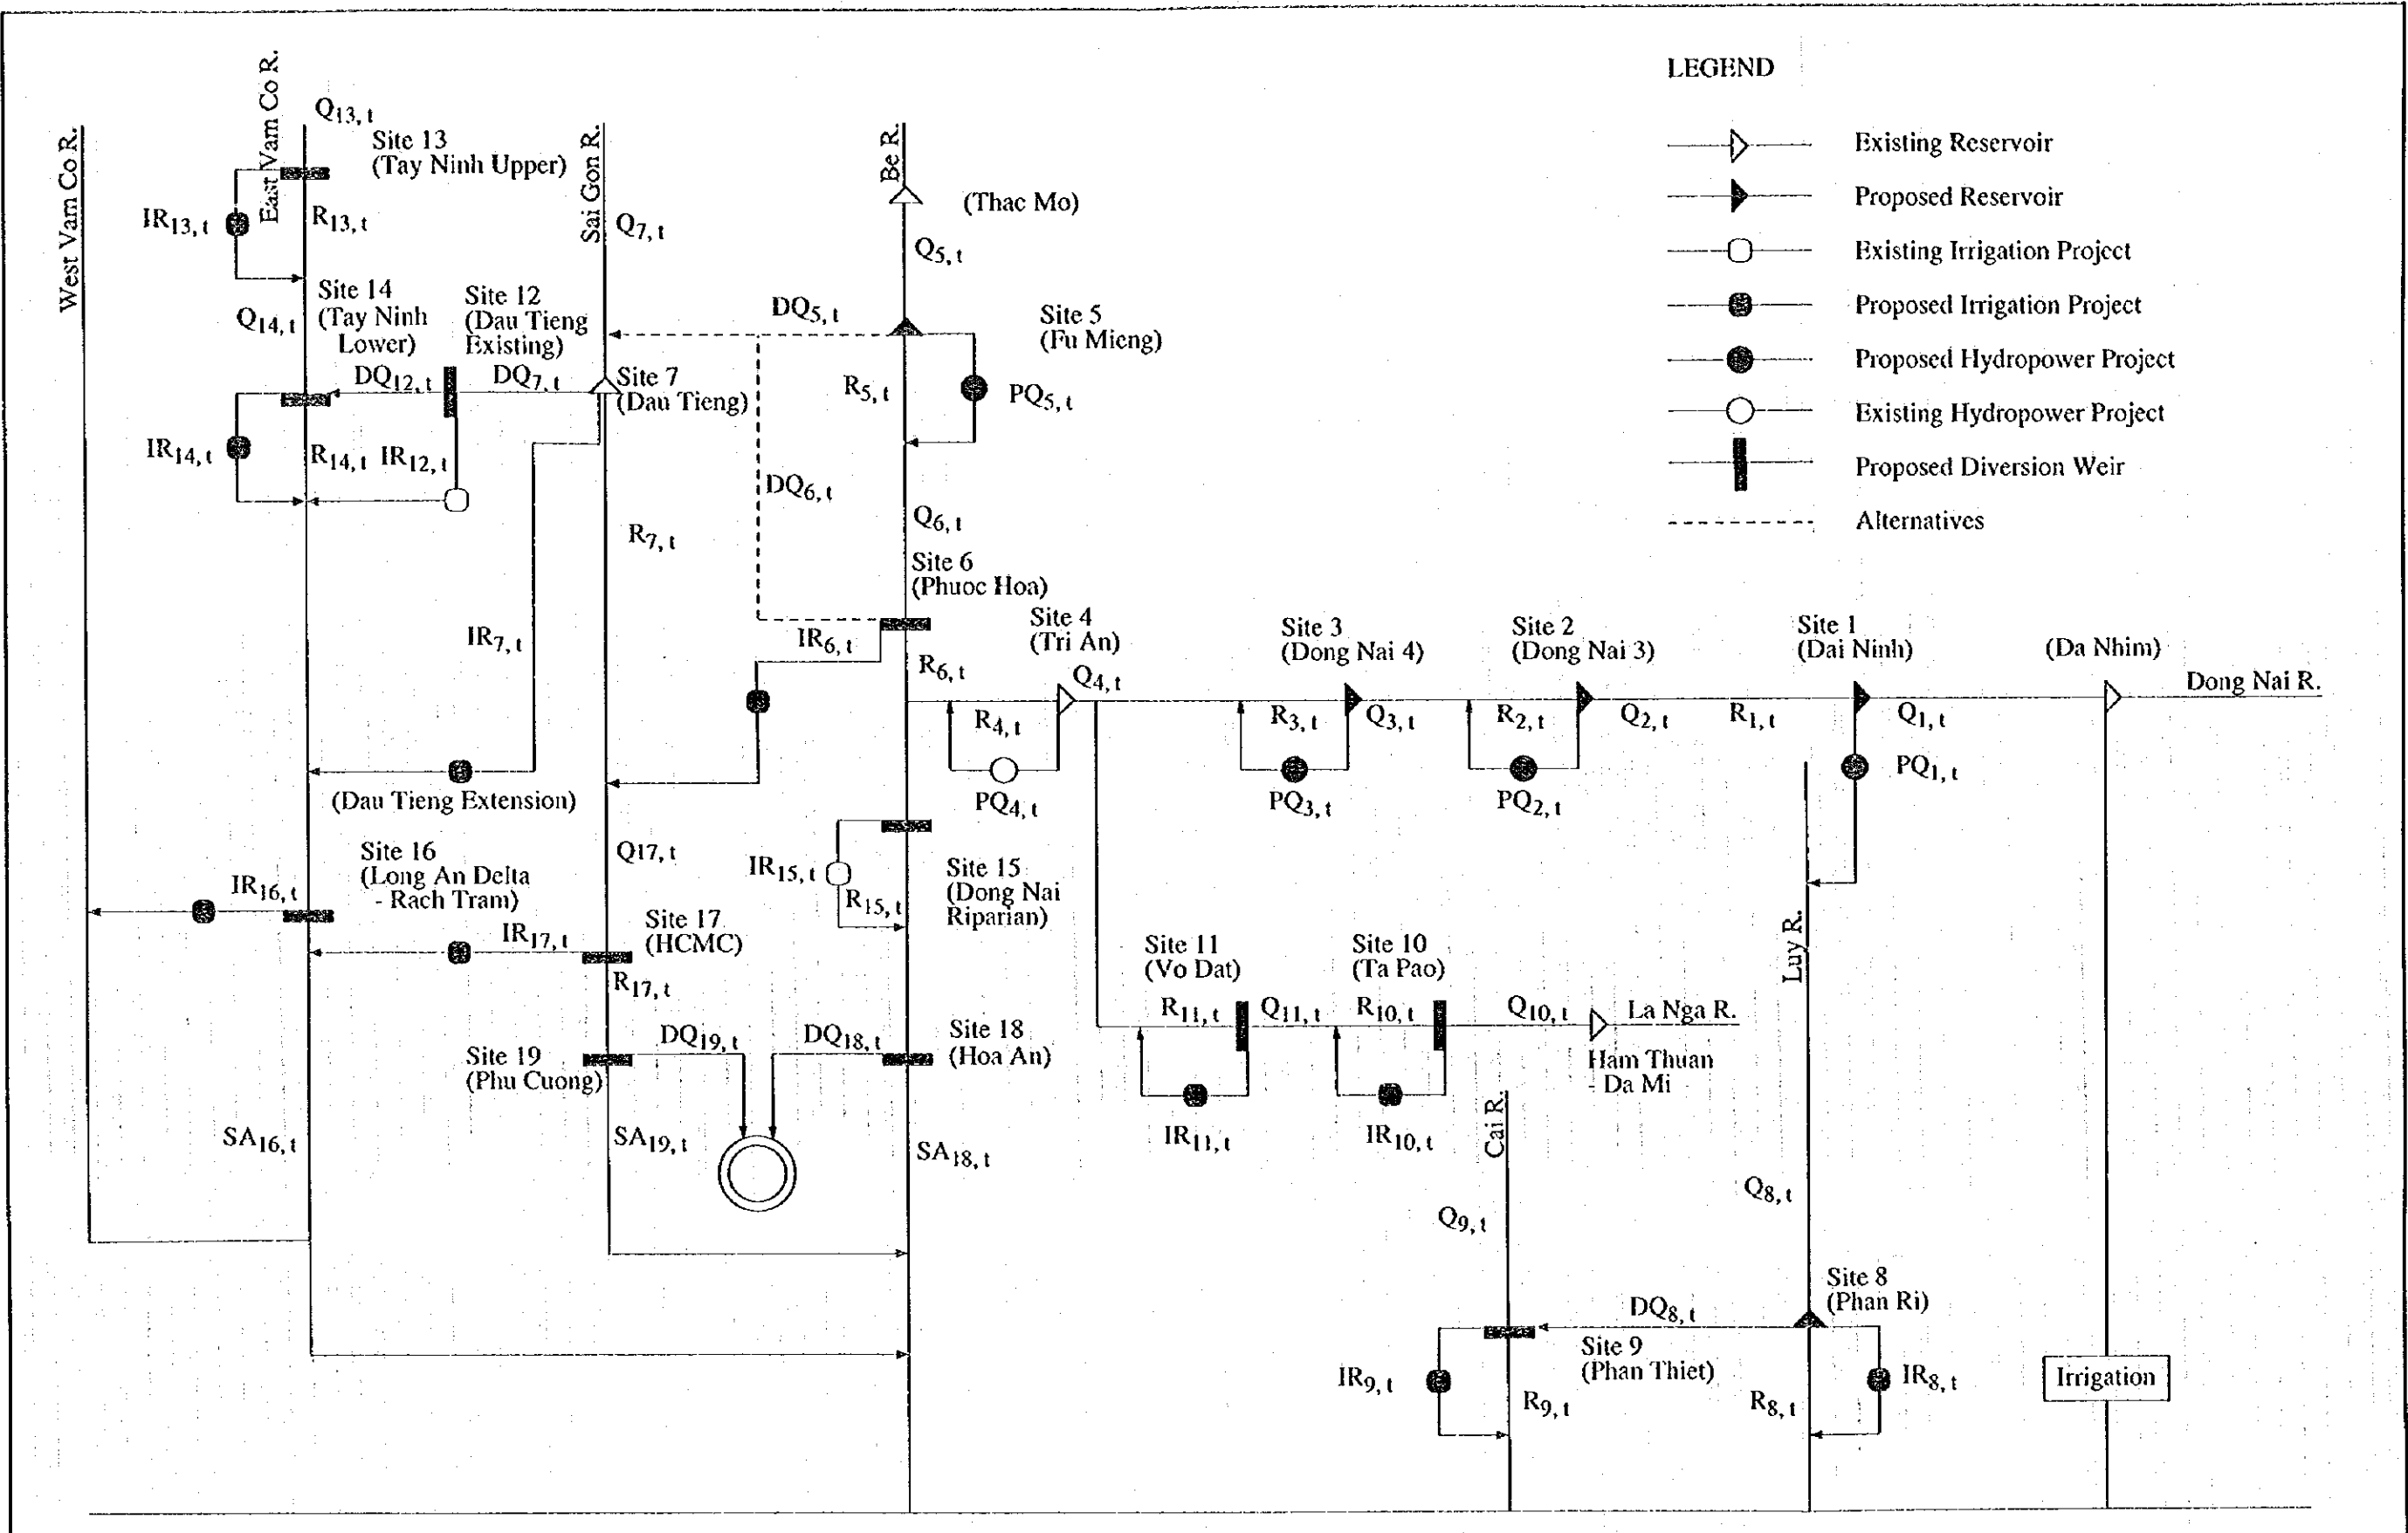 LEGEND
Existing Reservoir
Proposed Reservoir
Existing Irrigation Project
Proposed Irrigation Project
Proposed Hydropower Project
Existing Hydropower Project
Proposed Diversion Weir
Alternatives
West Vam Co R.
East Vam Co R.
Q13, t
Site 13
(Tay Ninh Upper)
IR13, t
R13, t
Sai Gon R.
Q7, t
Be R.
(Thac Mo)
Q5, t
Q14, t
Site 14
(Tay Ninh
Lower)
Site 12
(Dau Tieng
Existing)
DQ12, t
DQ7, t
Site 7
(Dau Tieng)
DQ5, t
Site 5
(Fu Mieng)
R5, t
PQ5, t
IR14, t
R14, t
IR12, t
DQ6, t
R7, t
Q6, t
Site 6
(Phuoc Hoa)
IR7, t
IR6, t
R6, t
Site 4
(Tri An)
Q4, t
Site 3
(Dong Nai 4)
Site 2
(Dong Nai 3)
Site 1
(Dai Ninh)
(Da Nhim)
Dong Nai R.
R4, t
R3, t
Q3, t
R2, t
Q2, t
R1, t
Q1, t
PQ4, t
PQ3, t
PQ2, t
PQ1, t
(Dau Tieng Extension)
Site 16
(Long An Delta
- Rach Tram)
IR16, t
Q17, t
IR15, t
R15, t
Site 15
(Dong Nai
Riparian)
IR17, t
Site 17
(HCMC)
R17, t
Luy R.
Site 11
(Vo Dat)
Site 10
(Ta Pao)
R11, t
Q11, t
R10, t
Q10, t
La Nga R.
Ham Thuan
- Da Mi
Site 19
(Phu Cuong)
DQ19, t
DQ18, t
Site 18
(Hoa An)
IR11, t
IR10, t
Cai R.
SA16, t
SA19, t
SA18, t
Q9, t
Q8, t
Site 8
(Phan Ri)
DQ8, t
Site 9
(Phan Thiet)
IR9, t
R9, t
R8, t
IR8, t
Irrigation